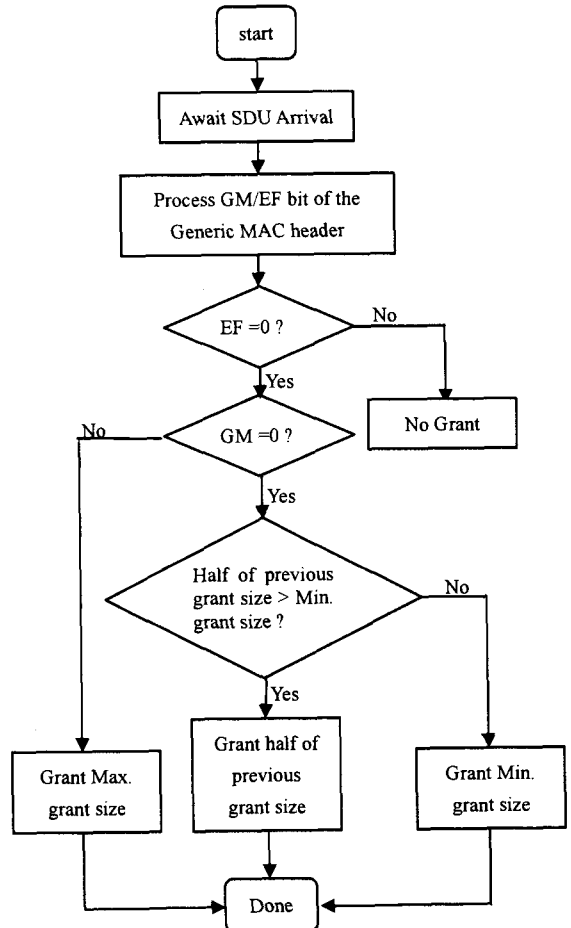 start
Await SDU Arrival
Process GM/EF bit of the
Generic MAC header
EF =0 ?
No
Yes
No Grant
No
GM =0 ?
Yes
Half of previous
grant size > Min.
grant size ?
No
Yes
Grant Max.
grant size
Grant half of
previous
grant size
Grant Min.
grant size
Done